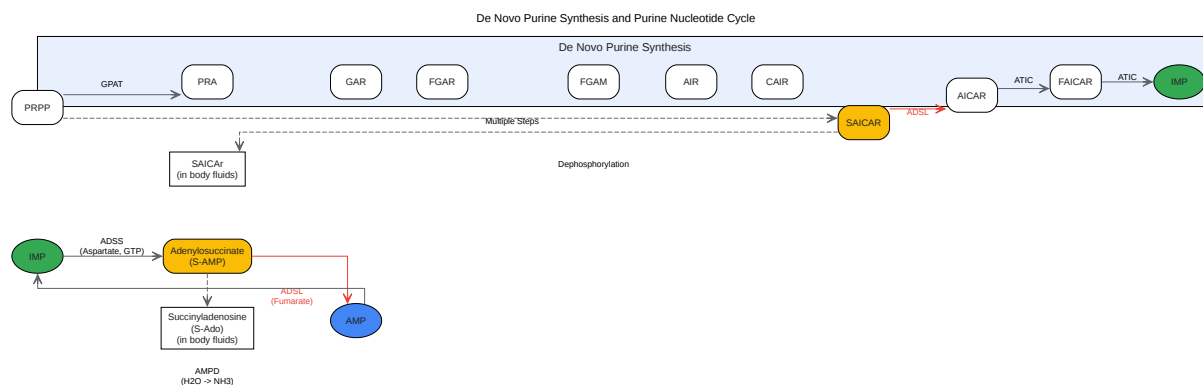 De Novo Purine Synthesis and Purine Nucleotide Cycle
De Novo Purine Synthesis
PRPP
GPAT
PRA
GAR
FGAR
FGAM
AIR
CAIR
SAICAR
ADSL
AICAR
ATIC
FAICAR
ATIC
IMP
Multiple Steps
SAICAr
(in body fluids)
Dephosphorylation
IMP
ADSS
(Aspartate, GTP)
Adenylosuccinate
(S-AMP)
ADSL
(Fumarate)
AMP
Succinyladenosine
(S-Ado)
(in body fluids)
AMPD
(H2O -> NH3)